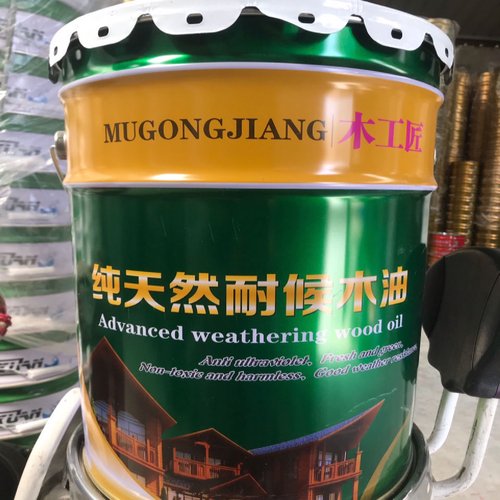 MUGONGJIANG|木工匠
纯天然耐候木油
Advanced weathering wood oil
Anti ultraviolet, Fresh and green,
Non-toxic and harmless, Good weather resistance